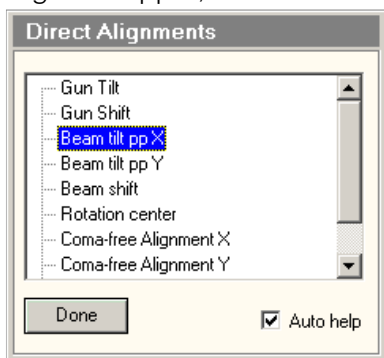 Direct Alignments
Gun Tilt
Gun Shift
Beam tilt pp X
Beam tilt pp Y
Beam shift
Rotation center
Coma-free Alignment X
Coma-free Alignment Y
Done
Auto help